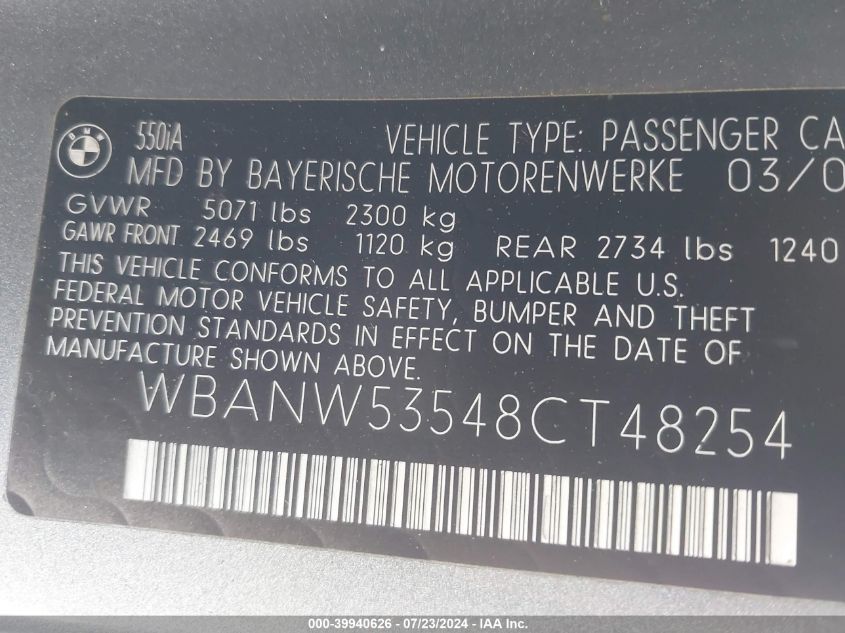 BMW
550iA VEHICLE TYPE: PASSENGER CA
MFD BY BAYERISCHE MOTORENWERKE 03/0
GVWR 5071 lbs 2300 kg
GAWR FRONT 2469 lbs 1120 kg REAR 2734 lbs 1240
THIS VEHICLE CONFORMS TO ALL APPLICABLE U.S.
FEDERAL MOTOR VEHICLE SAFETY, BUMPER AND THEFT
PREVENTION STANDARDS IN EFFECT ON THE DATE OF
MANUFACTURE SHOWN ABOVE.
WBANW53548CT48254
000-39940626 - 07/23/2024 - IAA Inc.